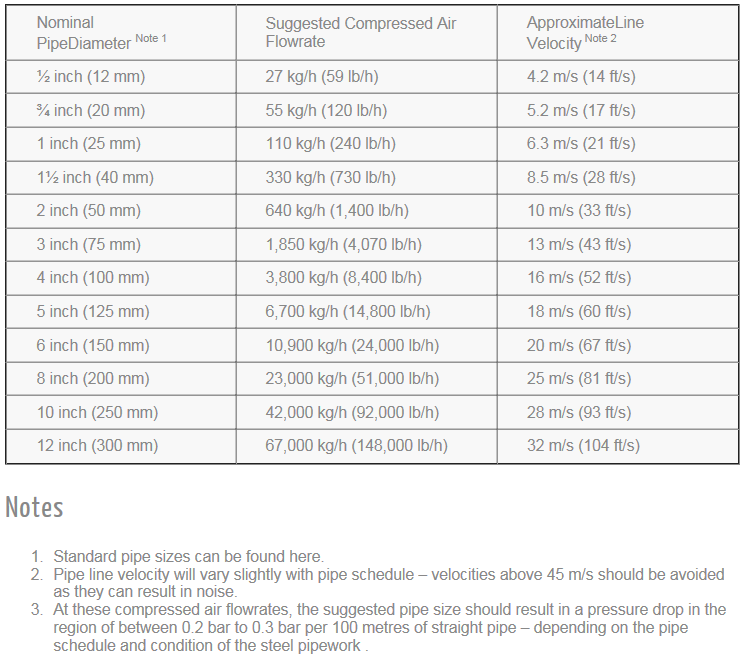 Nominal PipeDiameter Note 1 Suggested Compressed Air Flowrate ApproximateLine Velocity Note 2
½ inch (12 mm) 27 kg/h (59 lb/h) 4.2 m/s (14 ft/s)
¾ inch (20 mm) 55 kg/h (120 lb/h) 5.2 m/s (17 ft/s)
1 inch (25 mm) 110 kg/h (240 lb/h) 6.3 m/s (21 ft/s)
1½ inch (40 mm) 330 kg/h (730 lb/h) 8.5 m/s (28 ft/s)
2 inch (50 mm) 640 kg/h (1,400 lb/h) 10 m/s (33 ft/s)
3 inch (75 mm) 1,850 kg/h (4,070 lb/h) 13 m/s (43 ft/s)
4 inch (100 mm) 3,800 kg/h (8,400 lb/h) 16 m/s (52 ft/s)
5 inch (125 mm) 6,700 kg/h (14,800 lb/h) 18 m/s (60 ft/s)
6 inch (150 mm) 10,900 kg/h (24,000 lb/h) 20 m/s (67 ft/s)
8 inch (200 mm) 23,000 kg/h (51,000 lb/h) 25 m/s (81 ft/s)
10 inch (250 mm) 42,000 kg/h (92,000 lb/h) 28 m/s (93 ft/s)
12 inch (300 mm) 67,000 kg/h (148,000 lb/h) 32 m/s (104 ft/s)
Notes
1. Standard pipe sizes can be found here.
2. Pipe line velocity will vary slightly with pipe schedule – velocities above 45 m/s should be avoided
as they can result in noise.
3. At these compressed air flowrates, the suggested pipe size should result in a pressure drop in the
region of between 0.2 bar to 0.3 bar per 100 metres of straight pipe – depending on the pipe
schedule and condition of the steel pipework .